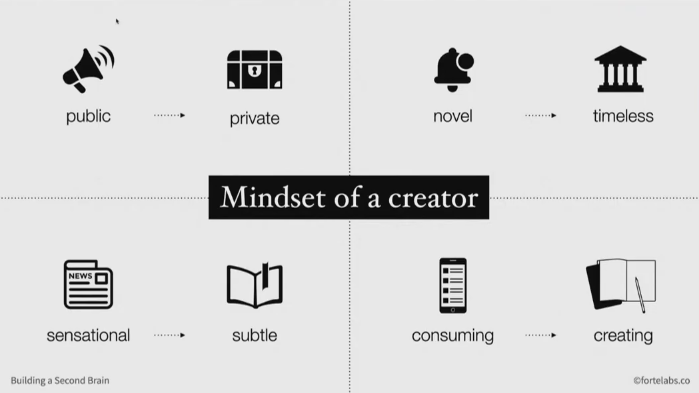 public
private
novel
timeless
Mindset of a creator
NEWS
sensational
subtle
consuming
creating
Building a Second Brain
©fortelabs.co